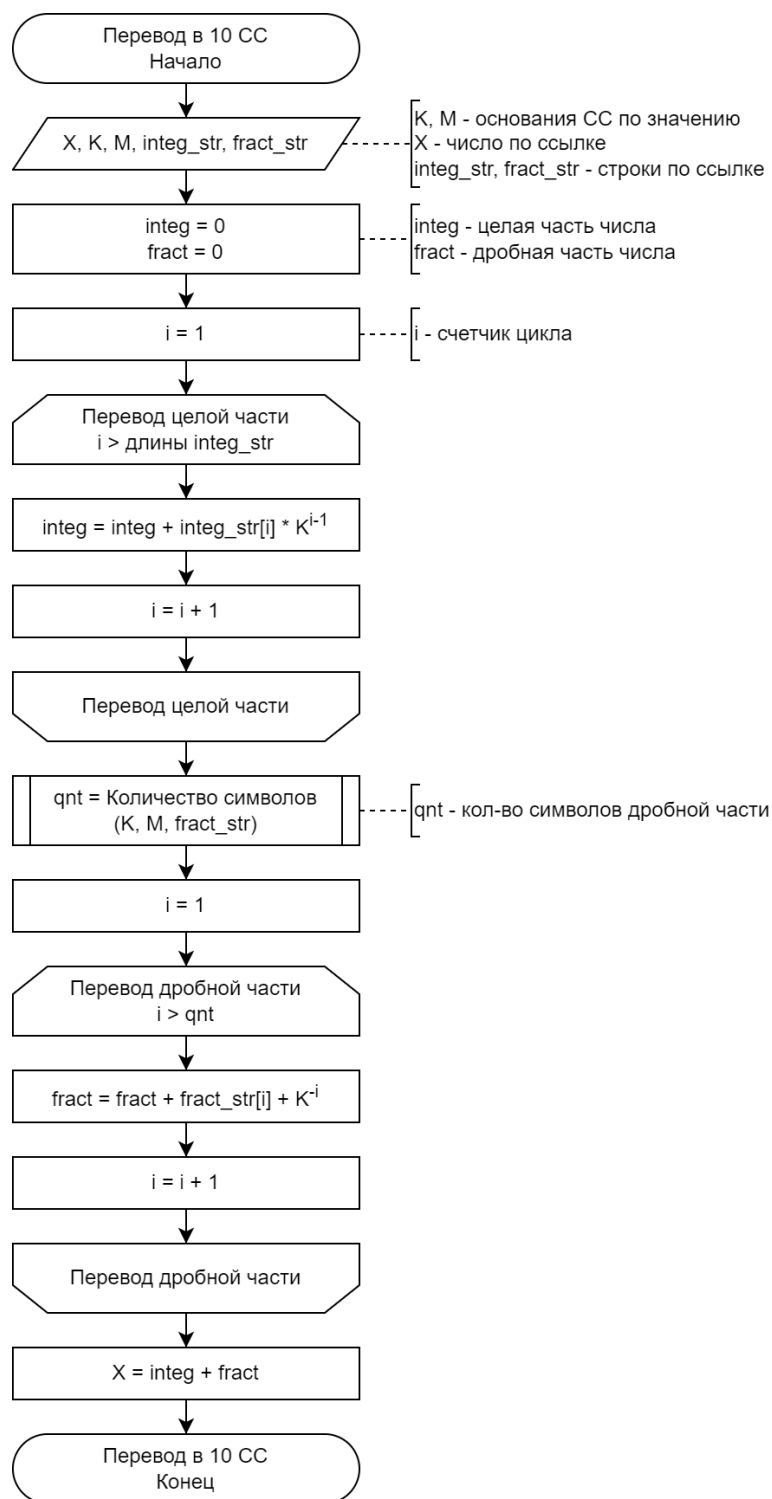 Перевод в 10 СС
Начало
X, K, M, integ_str, fract_str
K, M - основания СС по значению
X - число по ссылке
integ_str, fract_str - строки по ссылке
integ = 0
fract = 0
integ - целая часть числа
fract - дробная часть числа
i = 1
i - счетчик цикла
Перевод целой части
i > длины integ_str
integ = integ + integ_str[i] * K^i-1
i = i + 1
Перевод целой части
qnt = Количество символов
(K, M, fract_str)
qnt - кол-во символов дробной части
i = 1
Перевод дробной части
i > qnt
fract = fract + fract_str[i] + K^-i
i = i + 1
Перевод дробной части
X = integ + fract
Перевод в 10 СС
Конец